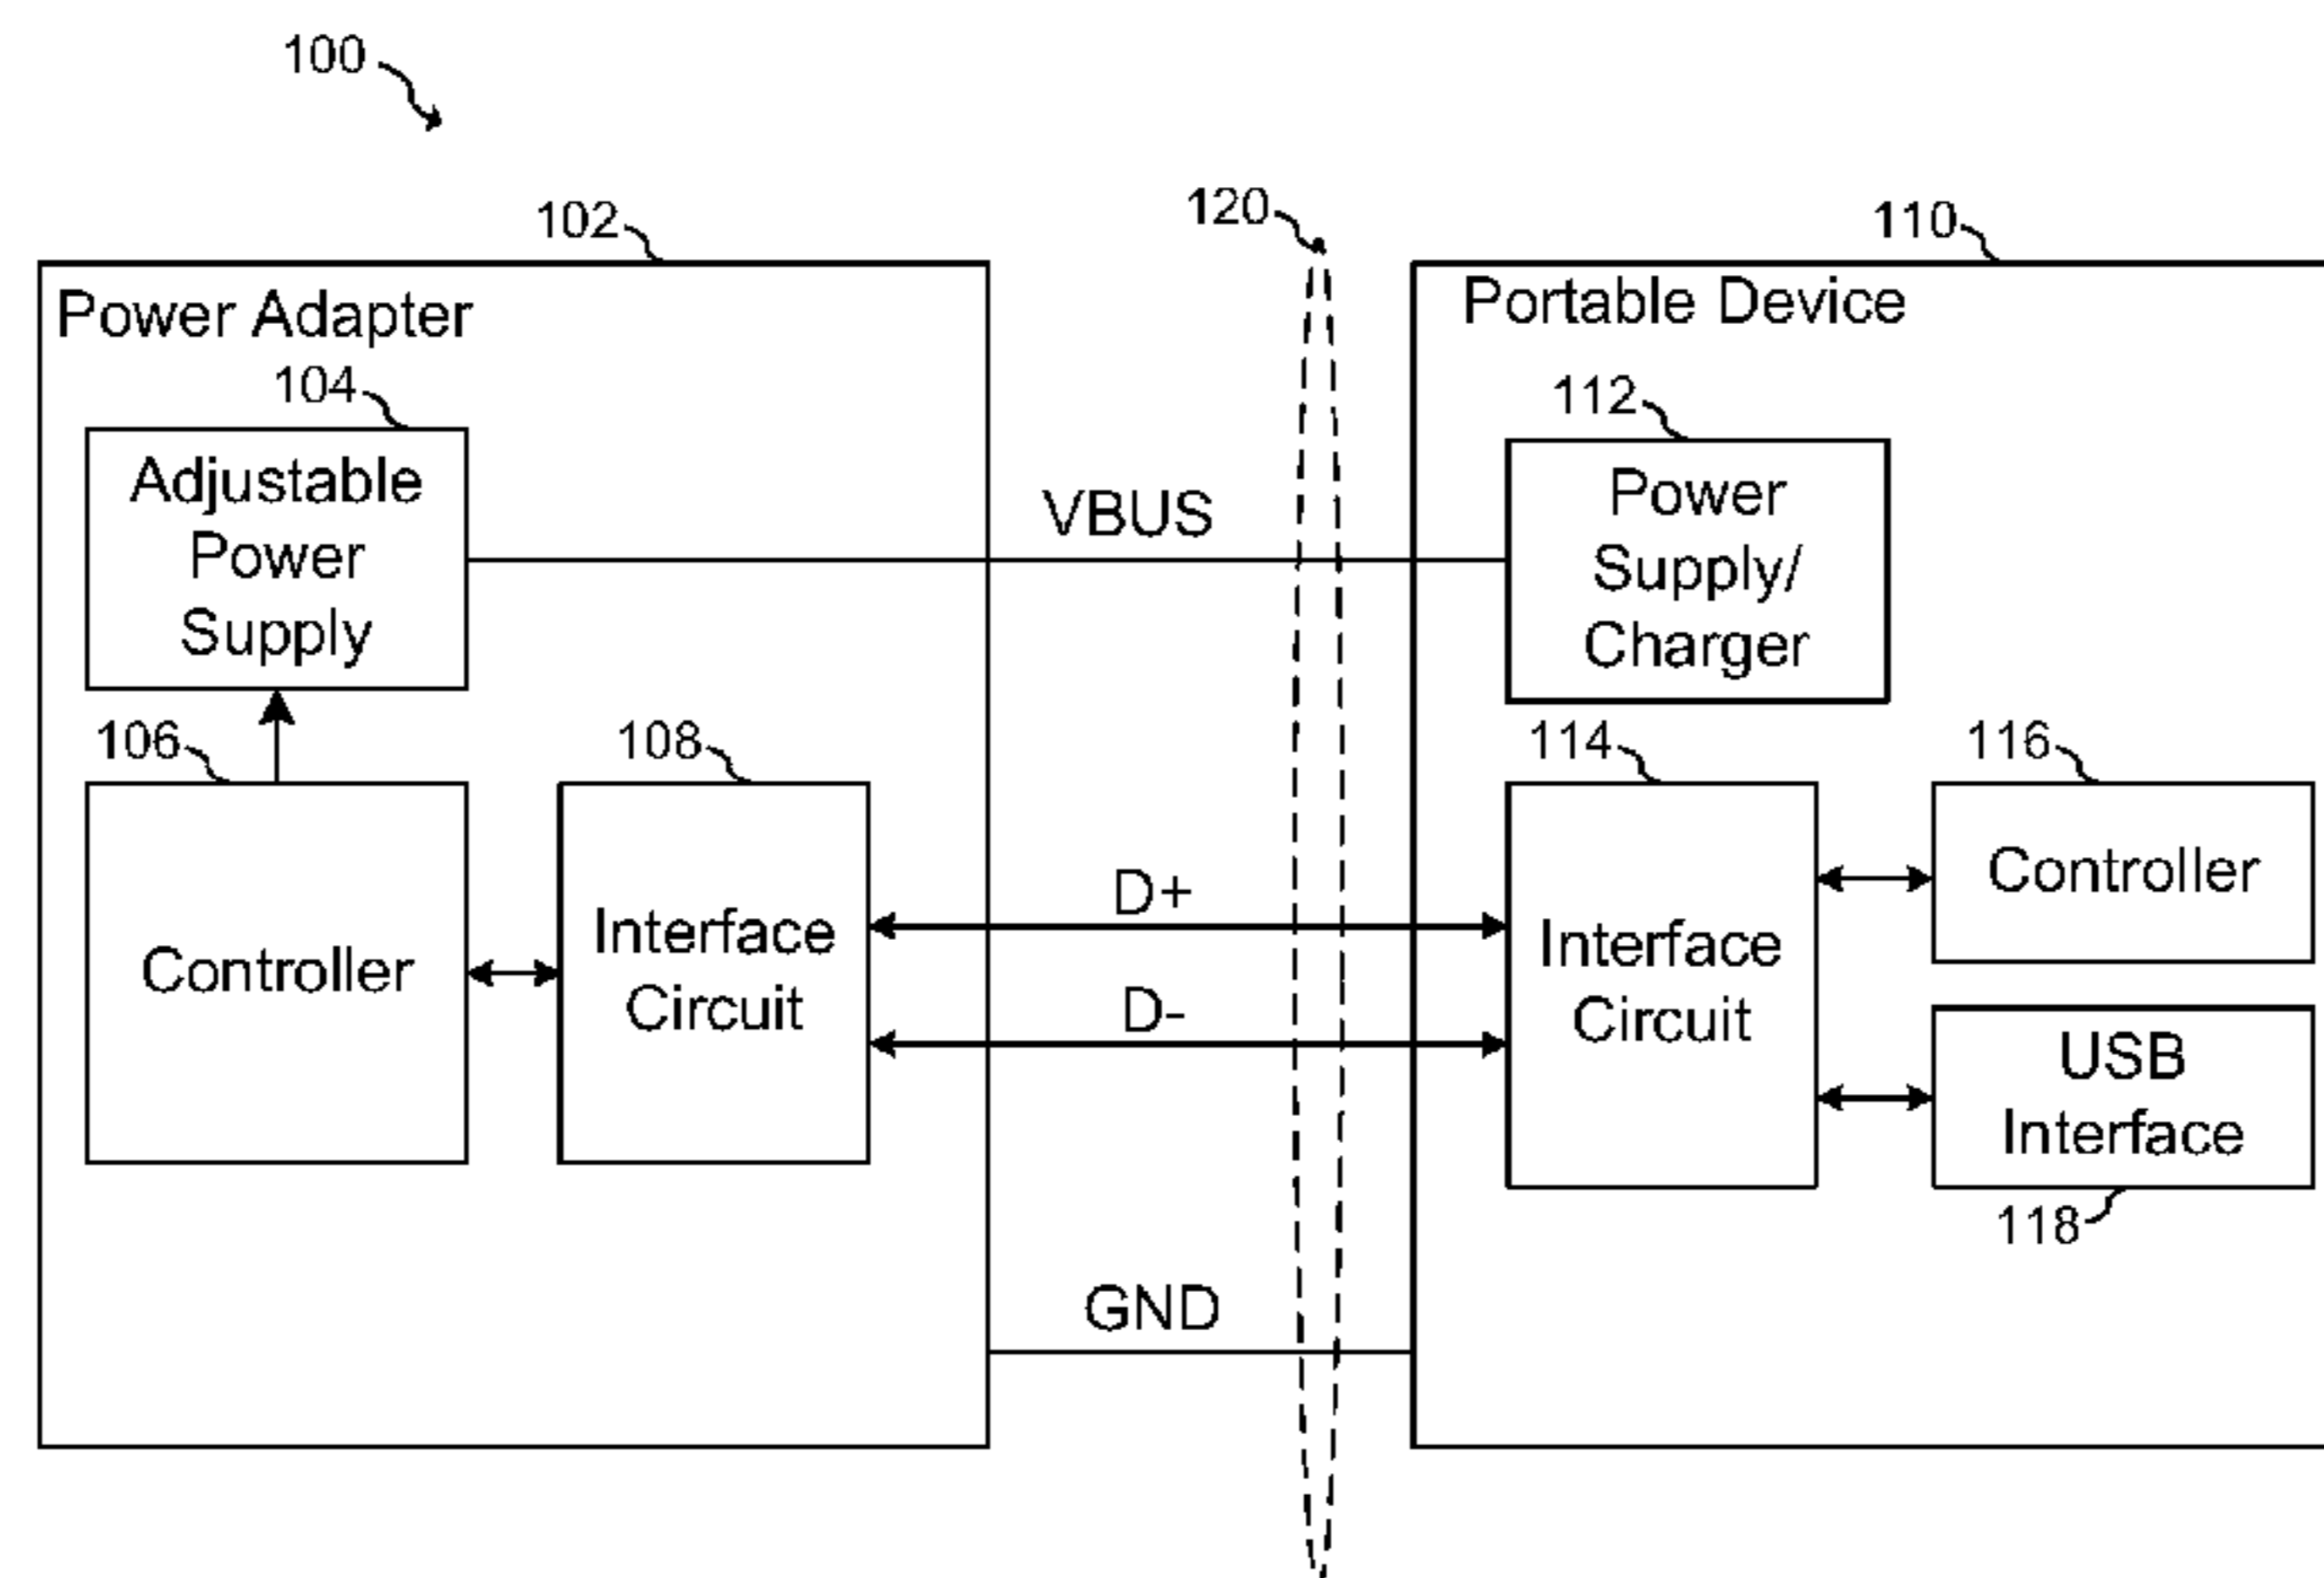 100
102
120
110
Power Adapter
Portable Device
104
112
Adjustable
Power
Supply
VBUS
Power
Supply/
Charger
106
108
114
116
Controller
Interface
Circuit
D+
D-
Interface
Circuit
Controller
USB
Interface
118
GND